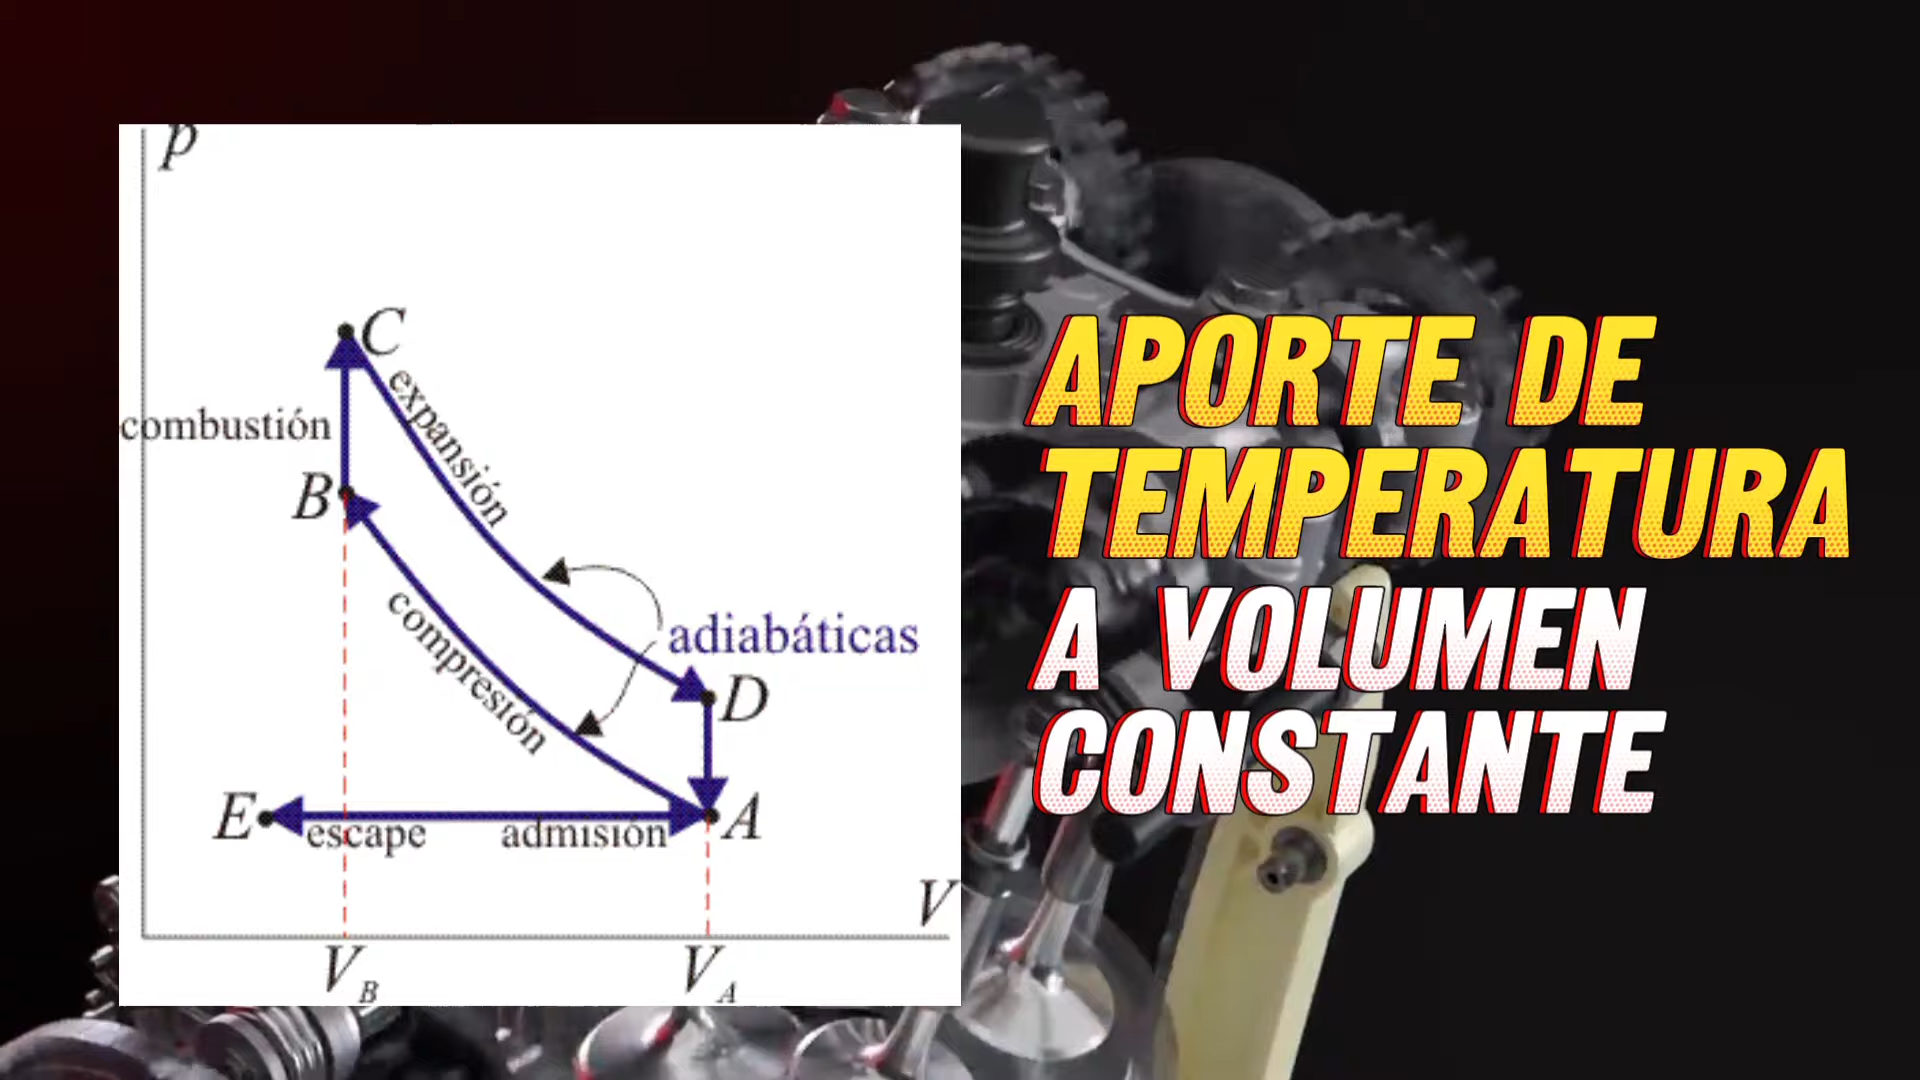 p
C
expansión
combustión
B
adiabáticas
compresión
D
E
escape
admisión
A
V
V_B
V_A
APORTE DE
TEMPERATURA
A VOLUMEN
CONSTANTE